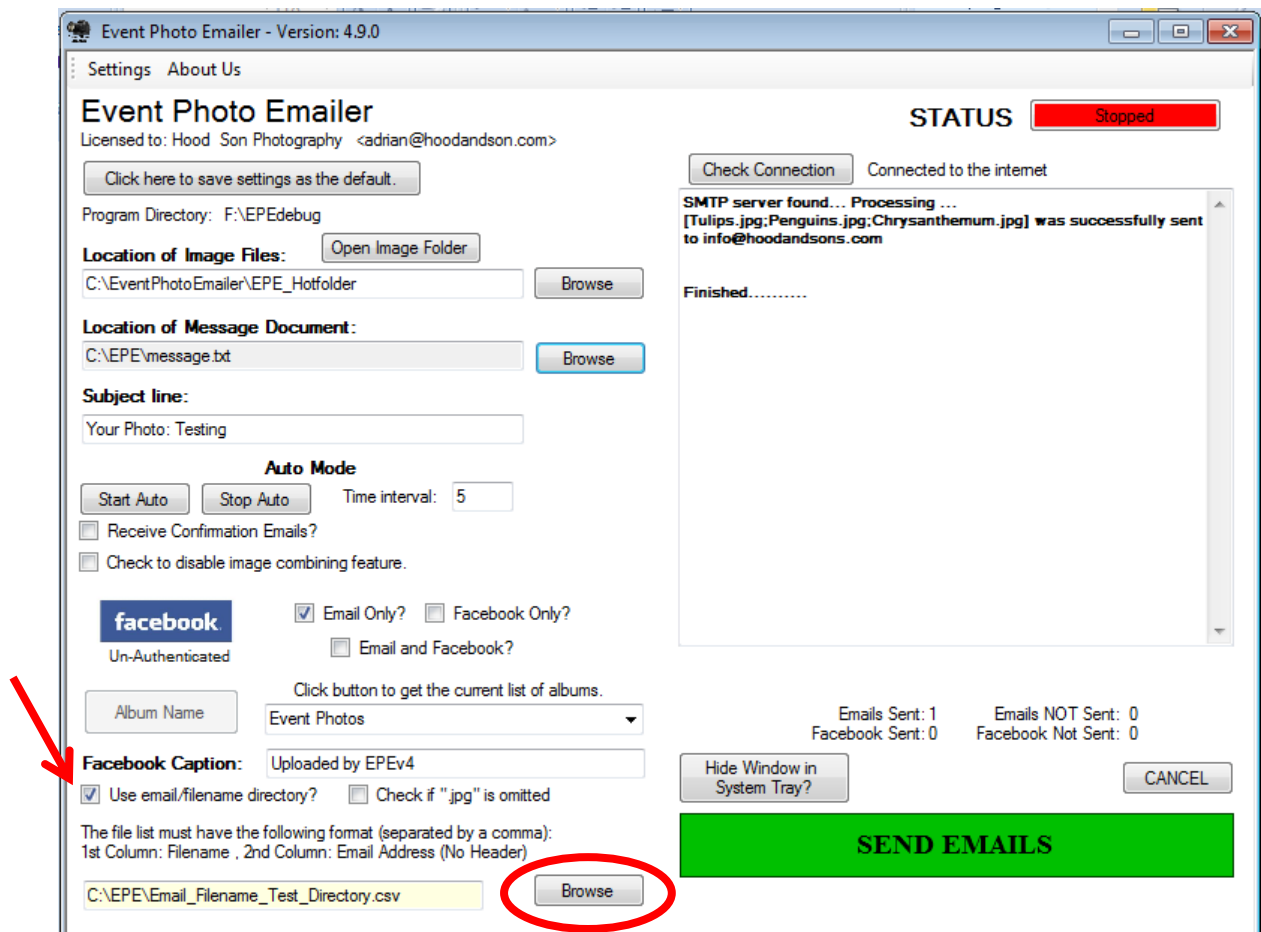 Event Photo Emailer - Version: 4.9.0
Settings About Us
Event Photo Emailer
Licensed to: Hood Son Photography <adrian@hoodandson.com>
Click here to save settings as the default.
Program Directory: F:\EPEdebug
Location of Image Files:
Open Image Folder
C:\EventPhotoEmailer\EPE_Hotfolder
Browse
Location of Message Document:
C:\EPE\message.txt
Browse
Subject line:
Your Photo: Testing
Auto Mode
Start Auto
Stop Auto
Time interval: 5
Receive Confirmation Emails?
Check to disable image combining feature.
facebook
Un-Authenticated
Email Only?
Facebook Only?
Email and Facebook?
Click button to get the current list of albums.
Album Name
Event Photos
Facebook Caption: Uploaded by EPEv4
Use email/filename directory?
Check if ".jpg" is omitted
The file list must have the following format (separated by a comma):
1st Column: Filename , 2nd Column: Email Address (No Header)
C:\EPE\Email_Filename_Test_Directory.csv
Browse
STATUS
Stopped
Check Connection
Connected to the internet
SMTP server found... Processing ...
[Tulips.jpg;Penguins.jpg;Chrysanthemum.jpg] was successfully sent
to info@hoodandsons.com
Finished..........
Emails Sent: 1 Emails NOT Sent: 0
Facebook Sent: 0 Facebook Not Sent: 0
Hide Window in
System Tray?
CANCEL
SEND EMAILS